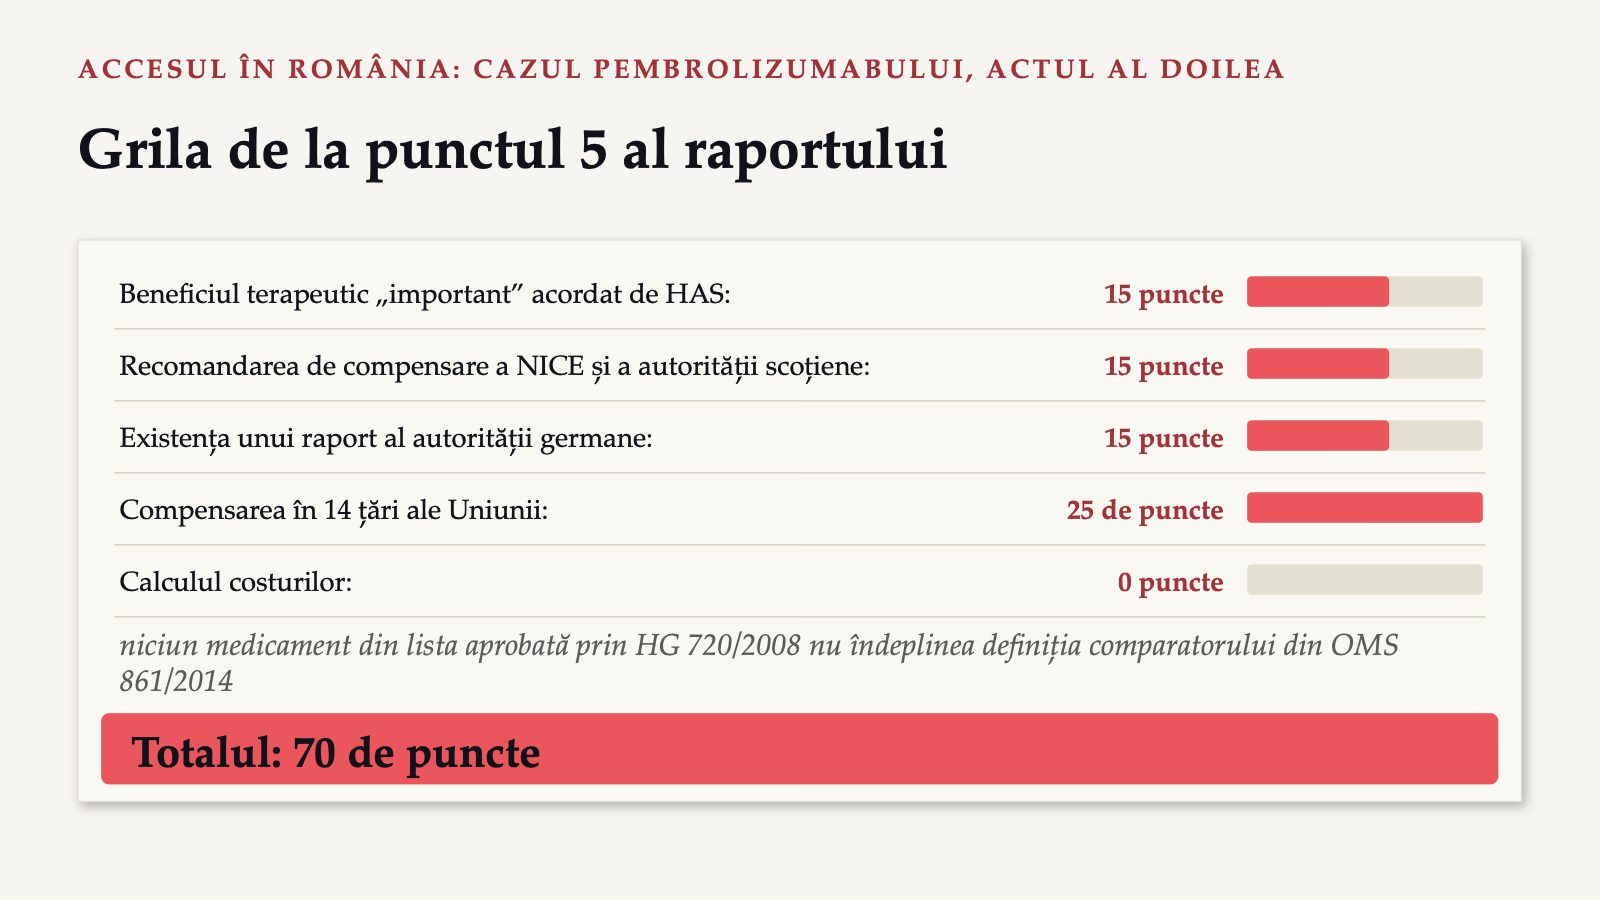 ACCESUL ÎN ROMÂNIA: CAZUL PEMBROLIZUMABULUI, ACTUL AL DOILEA
Grila de la punctul 5 al raportului
Beneficiul terapeutic „important” acordat de HAS: 15 puncte
Recomandarea de compensare a NICE și a autorității scoțiene: 15 puncte
Existența unui raport al autorității germane: 15 puncte
Compensarea în 14 țări ale Uniunii: 25 de puncte
Calculul costurilor: 0 puncte
niciun medicament din lista aprobată prin HG 720/2008 nu îndeplinea definiția comparatorului din OMS
861/2014
Totalul: 70 de puncte